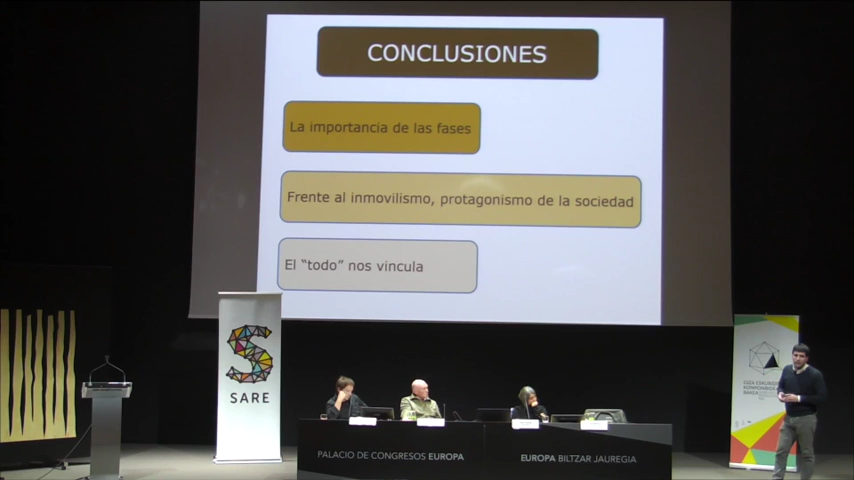 CONCLUSIONES
La importancia de las fases
Frente al inmovilismo, protagonismo de la sociedad
El “todo” nos vincula
SARE
PALACIO DE CONGRESOS EUROPA
EUROPA BILTZAR JAUREGIA